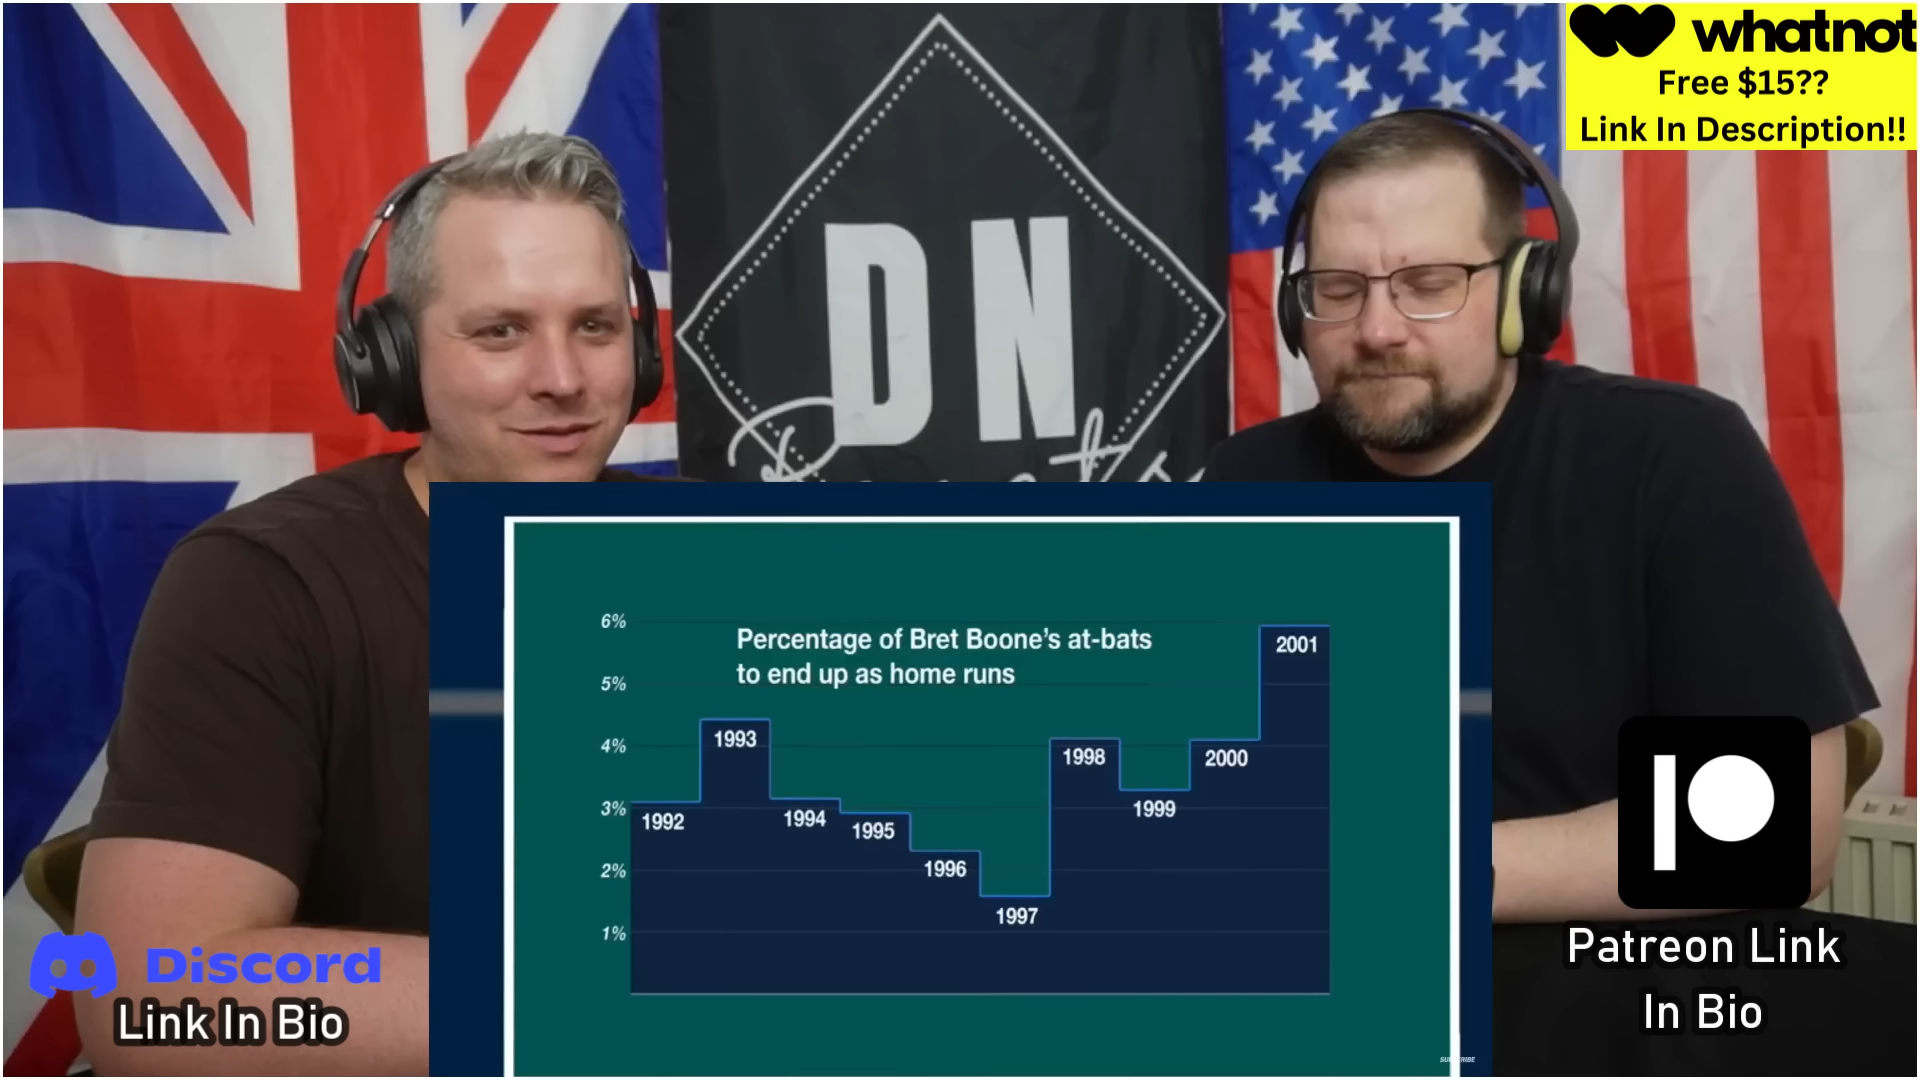 whatnot
Free $15??
Link In Description!!
DN
6%
Percentage of Bret Boone's at-bats
to end up as home runs
5%
4%
3%
2%
1%
1992
1993
1994
1995
1996
1997
1998
1999
2000
2001
Discord
Link In Bio
Patreon Link
In Bio